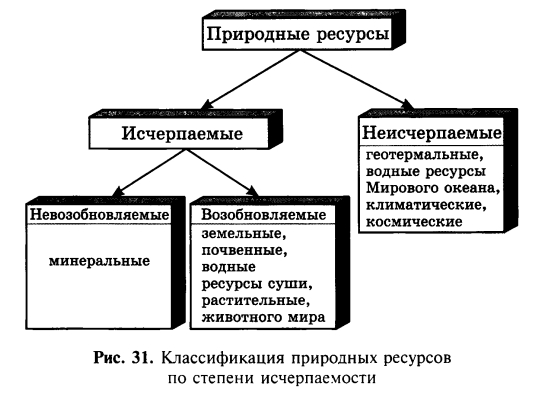 Природные ресурсы
Исчерпаемые
Неисчерпаемые
геотермальные,
водные ресурсы
Мирового океана,
климатические,
космические
Невозобновляемые
минеральные
Возобновляемые
земельные,
почвенные,
водные
ресурсы суши,
растительные,
животного мира
Рис. 31. Классификация природных ресурсов
по степени исчерпаемости